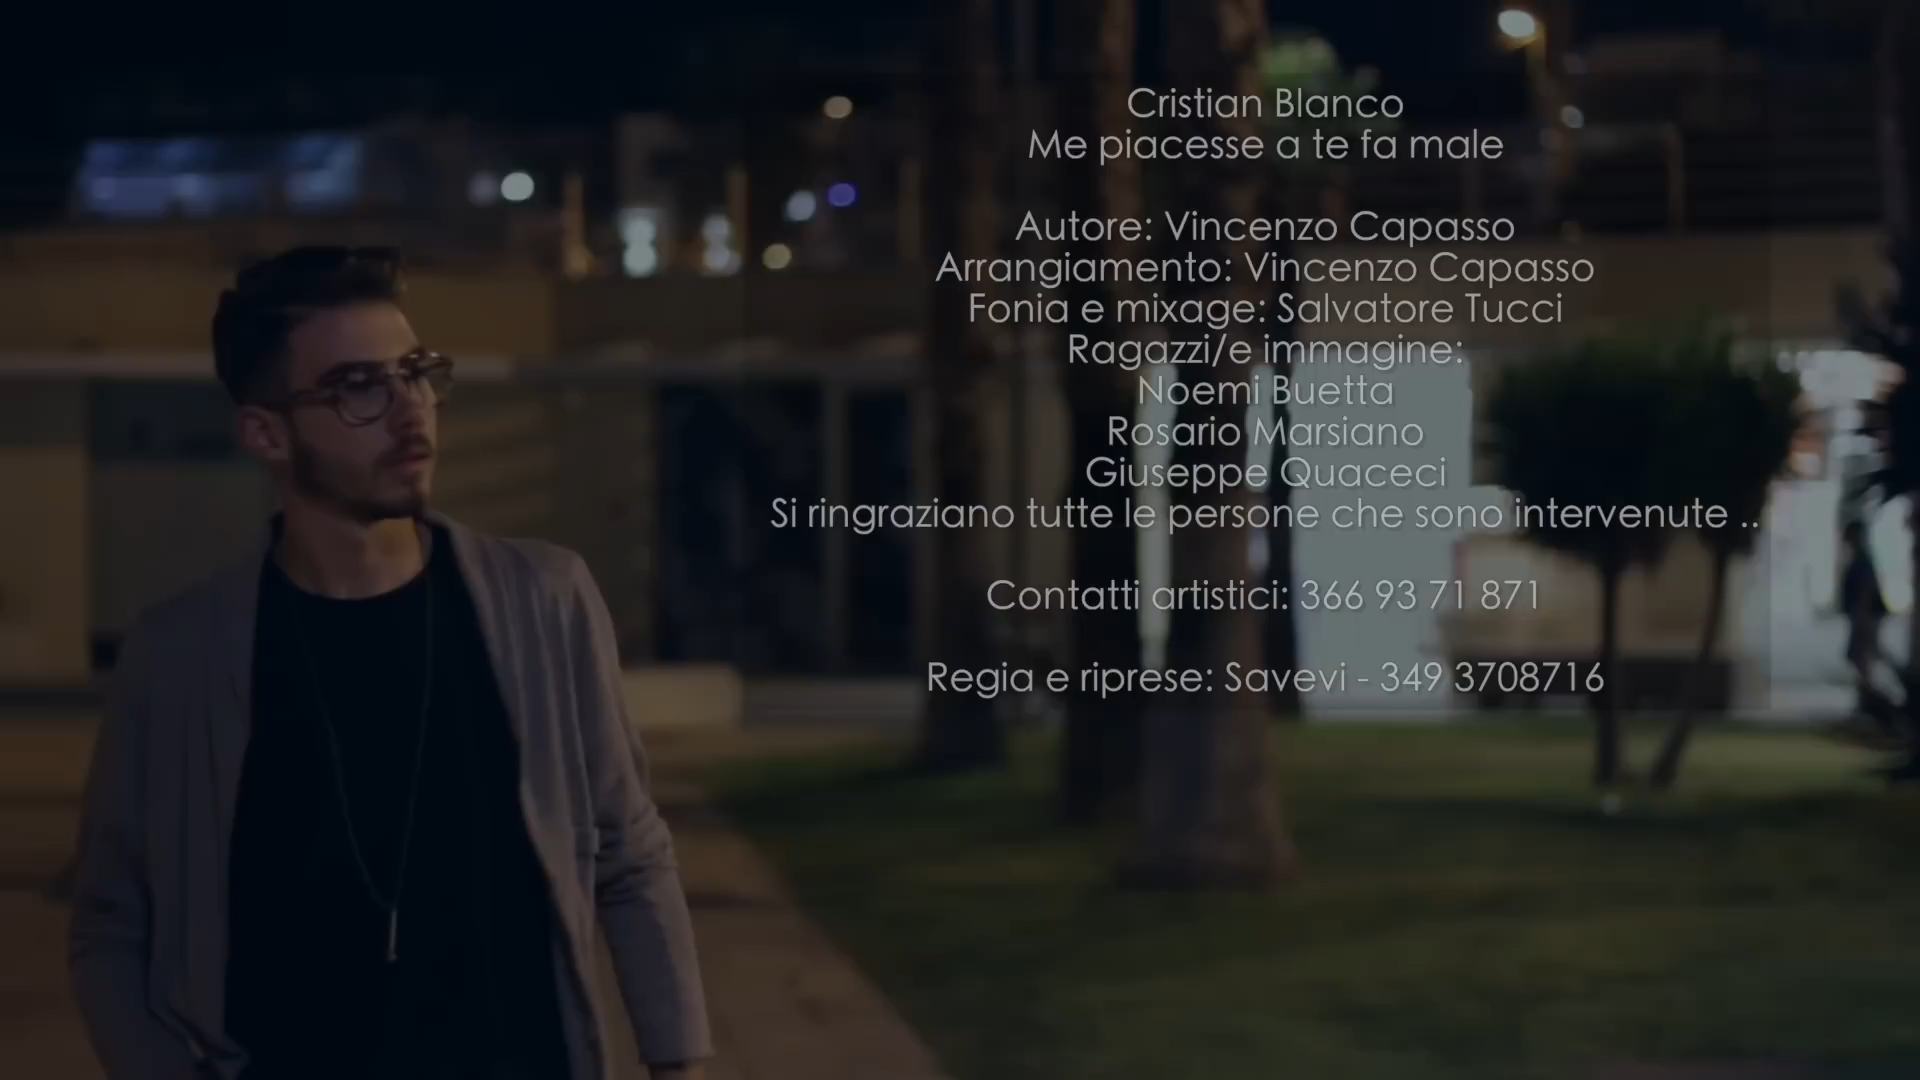 Cristian Blanco
Me piacesse a te fa male
Autore: Vincenzo Capasso
Arrangiamento: Vincenzo Capasso
Fonia e mixage: Salvatore Tucci
Ragazzi/e immagine:
Noemi Buetta
Rosario Marsiano
Giuseppe Quaceci
Si ringraziano tutte le persone che sono intervenute ..
Contatti artistici: 366 93 71 871
Regia e riprese: Savevi - 349 3708716